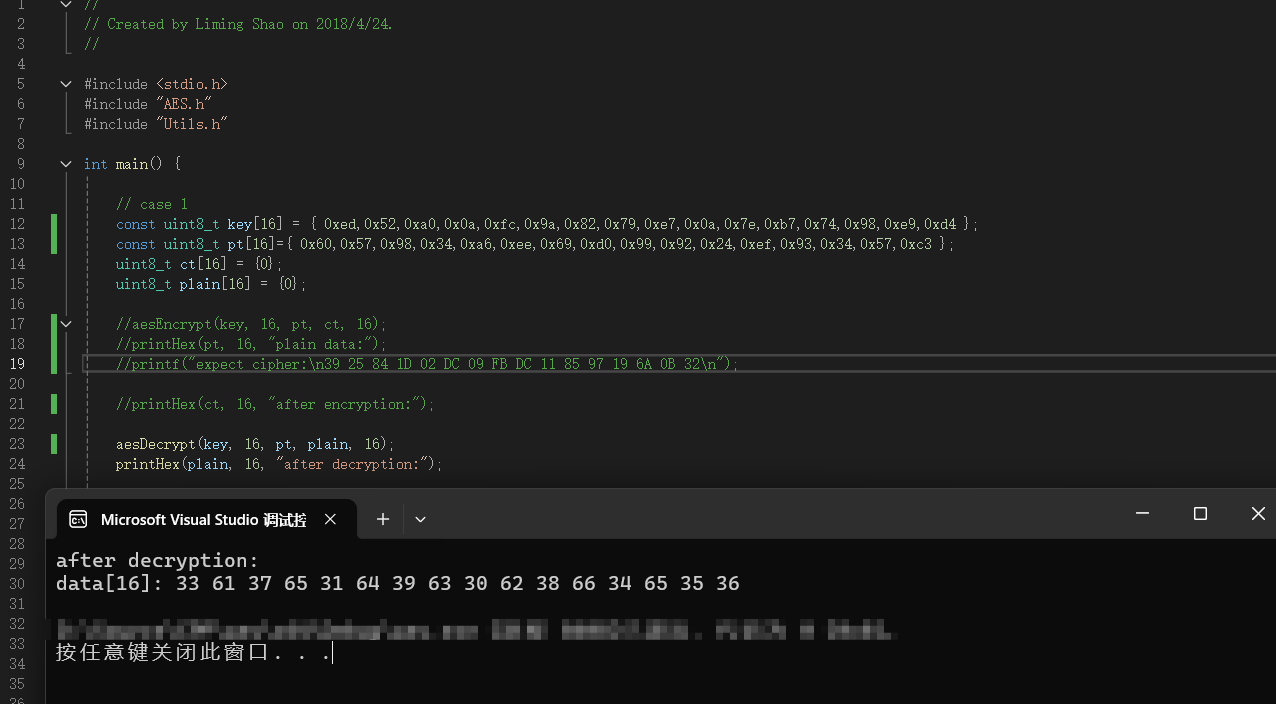 1 //
2 // Created by Liming Shao on 2018/4/24.
3 //
4
5 #include <stdio.h>
6 #include "AES.h"
7 #include "Utils.h"
8
9 int main() {
10
11 // case 1
12 const uint8_t key[16] = { 0xed,0x52,0xa0,0x0a,0xfc,0x9a,0x82,0x79,0xe7,0x0a,0x7e,0xb7,0x74,0x98,0xe9,0xd4 };
13 const uint8_t pt[16]={ 0x60,0x57,0x98,0x34,0xa6,0xee,0x69,0xd0,0x99,0x92,0x24,0xef,0x93,0x34,0x57,0xc3 };
14 uint8_t ct[16] = {0};
15 uint8_t plain[16] = {0};
16
17 //aesEncrypt(key, 16, pt, ct, 16);
18 //printHex(pt, 16, "plain data:");
19 //printf("expect cipher:\n39 25 84 1D 02 DC 09 FB DC 11 85 97 19 6A 0B 32\n");
20
21 //printHex(ct, 16, "after encryption:");
22
23 aesDecrypt(key, 16, pt, plain, 16);
24 printHex(plain, 16, "after decryption:");
25
26
27
28
29
30
31
32
33
34
35
36
Microsoft Visual Studio 调试控
after decryption:
data[16]: 33 61 37 65 31 64 39 63 30 62 38 66 34 65 35 36
按任意键关闭此窗口. . .